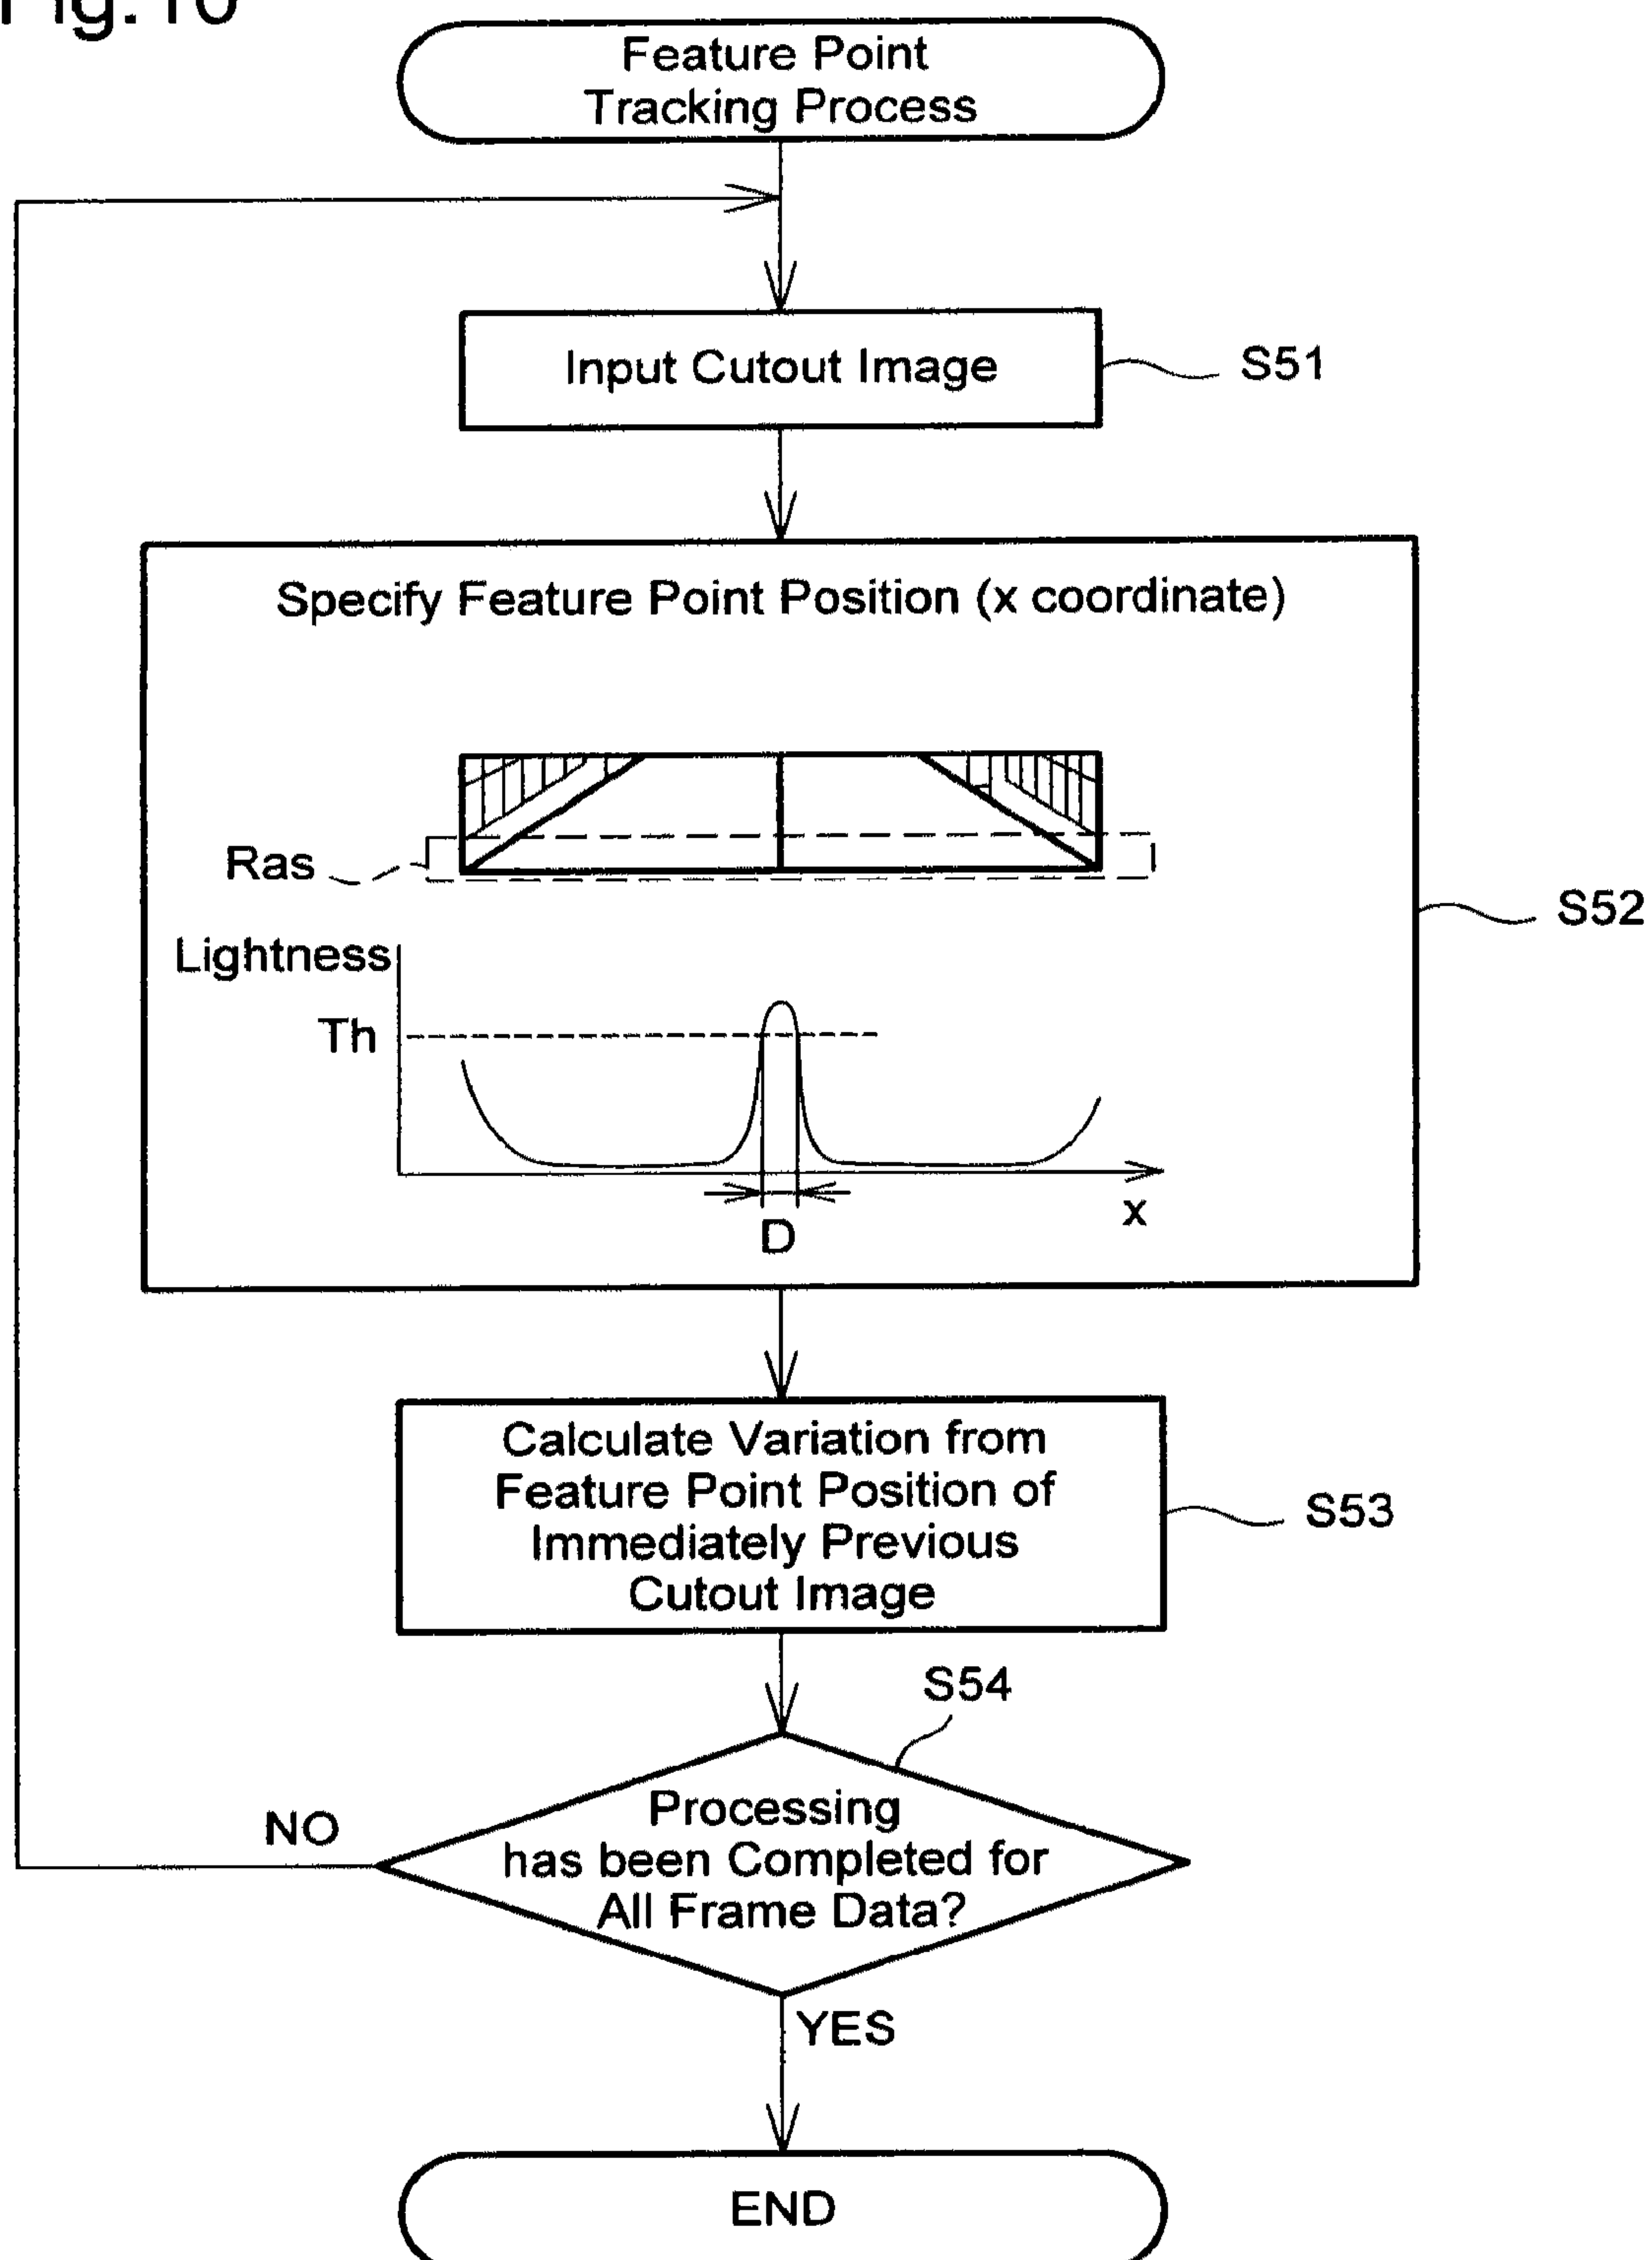 Fig.10
Feature Point
Tracking Process
Input Cutout Image
S51
Specify Feature Point Position (x coordinate)
Ras
S52
Lightness
Th
x
D
Calculate Variation from
Feature Point Position of
Immediately Previous
Cutout Image
S53
S54
Processing
has been Completed for
All Frame Data?
NO
YES
END